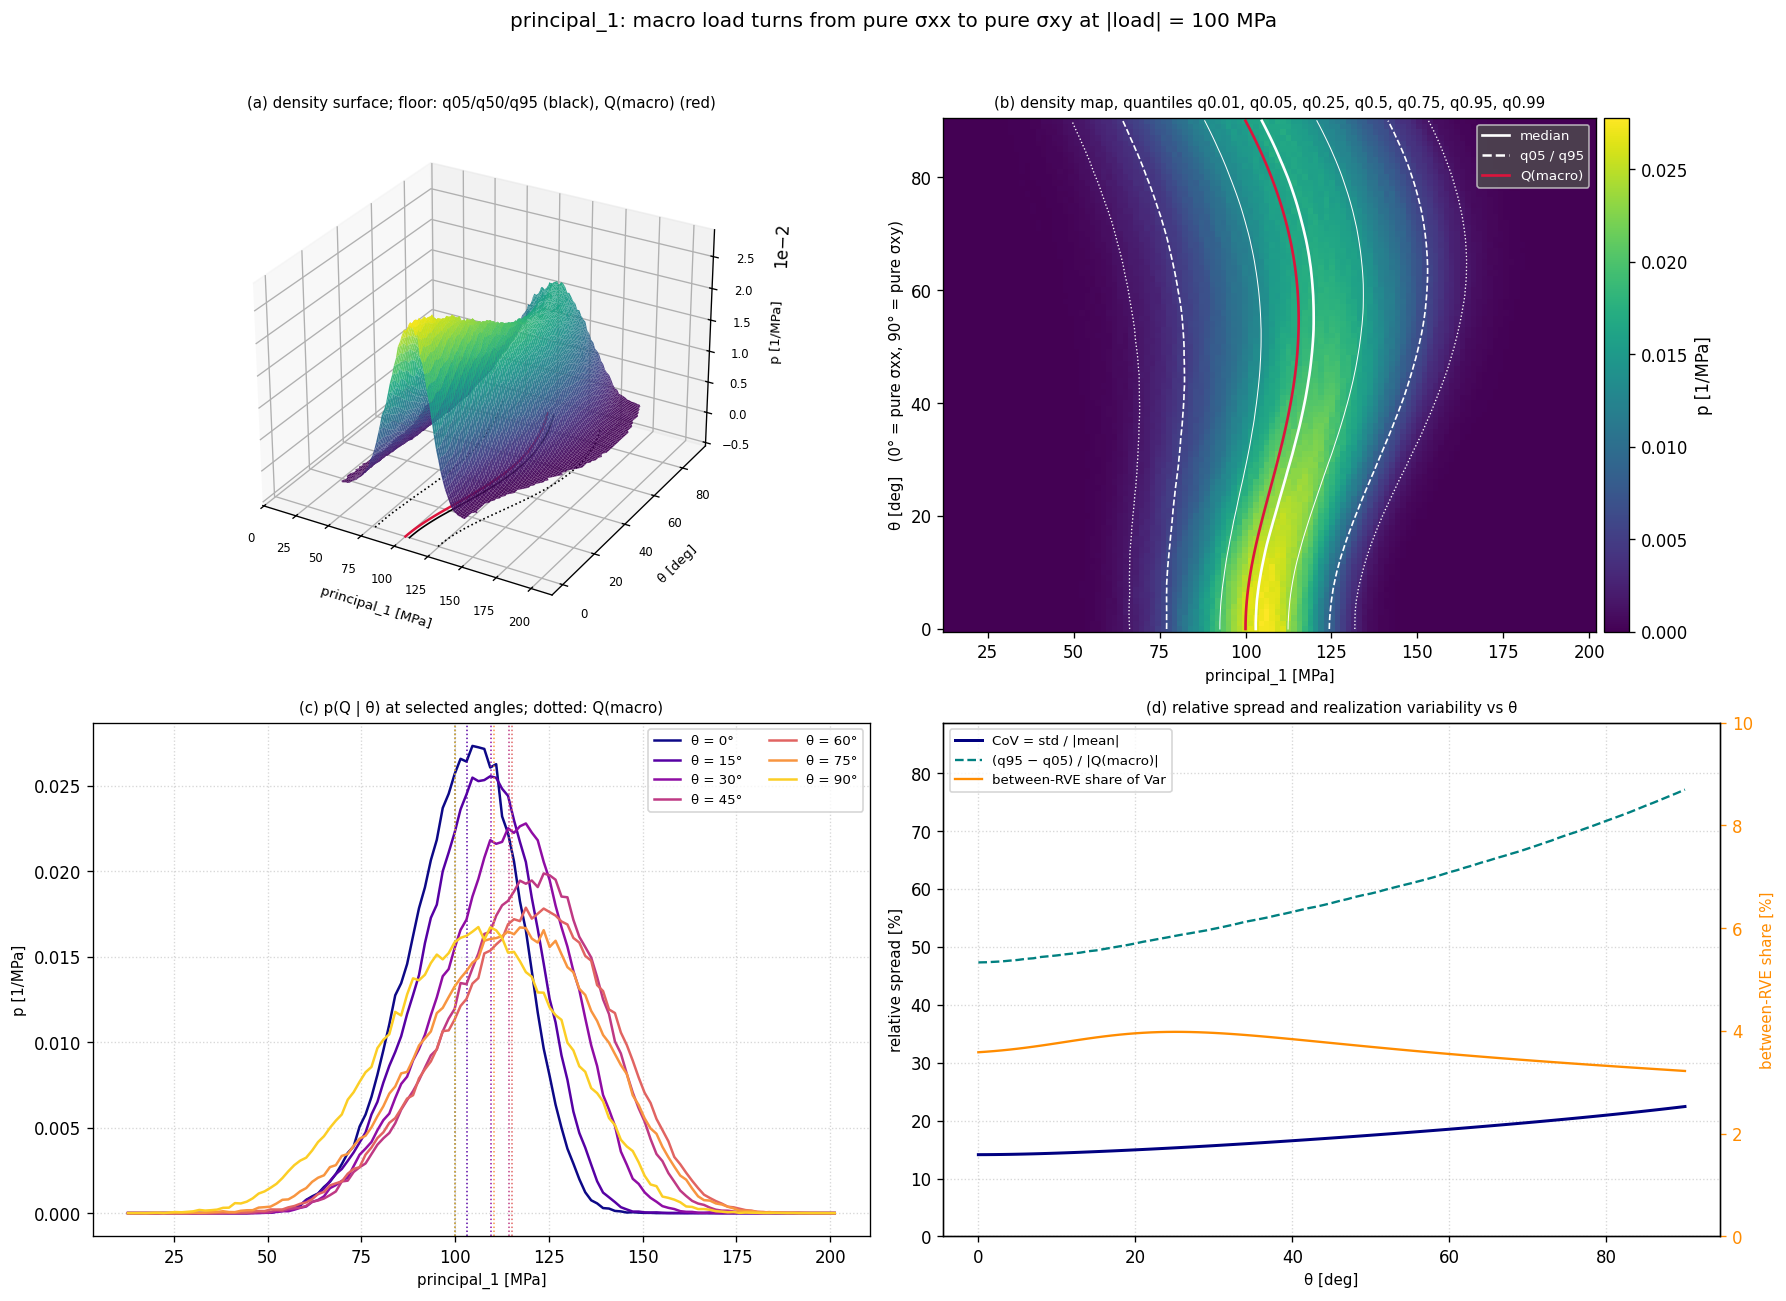 principal_1: macro load turns from pure σxx to pure σxy at |load| = 100 MPa
(a) density surface; floor: q05/q50/q95 (black), Q(macro) (red)
1e−2
2.5
2.0
1.5
1.0
0.5
0.0
−0.5
p [1/MPa]
0
25
50
75
100
125
150
175
200
principal_1 [MPa]
0
20
40
60
80
θ [deg]
(b) density map, quantiles q0.01, q0.05, q0.25, q0.5, q0.75, q0.95, q0.99
median
q05 / q95
Q(macro)
80
60
40
20
0
θ [deg]   (0° = pure σxx, 90° = pure σxy)
25
50
75
100
125
150
175
200
principal_1 [MPa]
0.025
0.020
0.015
0.010
0.005
0.000
p [1/MPa]
(c) p(Q | θ) at selected angles; dotted: Q(macro)
θ = 0°
θ = 15°
θ = 30°
θ = 45°
θ = 60°
θ = 75°
θ = 90°
0.025
0.020
0.015
0.010
0.005
0.000
p [1/MPa]
25
50
75
100
125
150
175
200
principal_1 [MPa]
(d) relative spread and realization variability vs θ
CoV = std / |mean|
(q95 − q05) / |Q(macro)|
between-RVE share of Var
80
70
60
50
40
30
20
10
0
relative spread [%]
0
20
40
60
80
θ [deg]
10
8
6
4
2
0
between-RVE share [%]